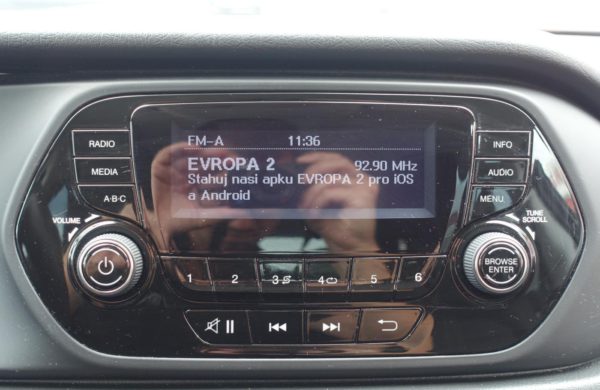 RADIO
MEDIA
A·B·C
FM-A 11:36
EVROPA 2 92.90 MHz
Stahuj nasi apku EVROPA 2 pro iOS
a Android
INFO
AUDIO
MENU
VOLUME
TUNE
SCROLL
BROWSE
ENTER
1 2 3 4 5 6